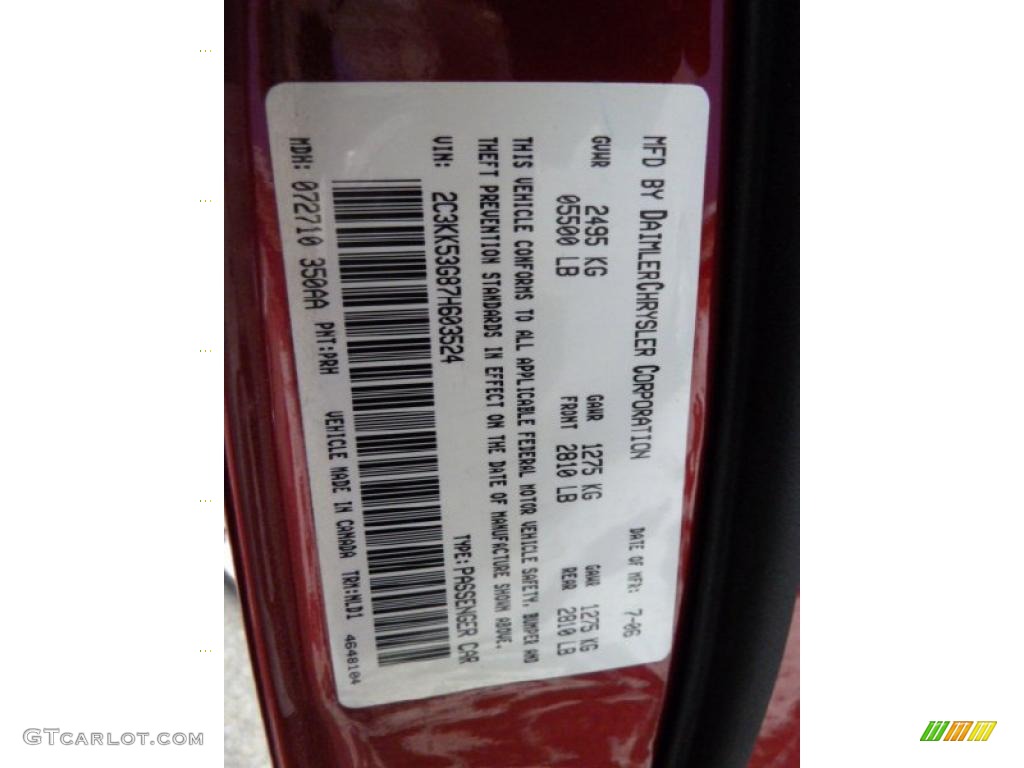 MFD BY DAIMLERCHRYSLER CORPORATION DATE OF MFR: 7-06
GVWR 2495 KG GAWR 1275 KG GAWR 1275 KG
05500 LB FRONT 2810 LB REAR 2810 LB
THIS VEHICLE CONFORMS TO ALL APPLICABLE FEDERAL MOTOR VEHICLE SAFETY, BUMPER AND
THEFT PREVENTION STANDARDS IN EFFECT ON THE DATE OF MANUFACTURE SHOWN ABOVE.
VIN: 2C3KK53G87H603524 TYPE: PASSENGER CAR
MDH: 072710 350AA PNT:PRH VEHICLE MADE IN CANADA TRM:NLD1 4648104
GTCARLOT.COM